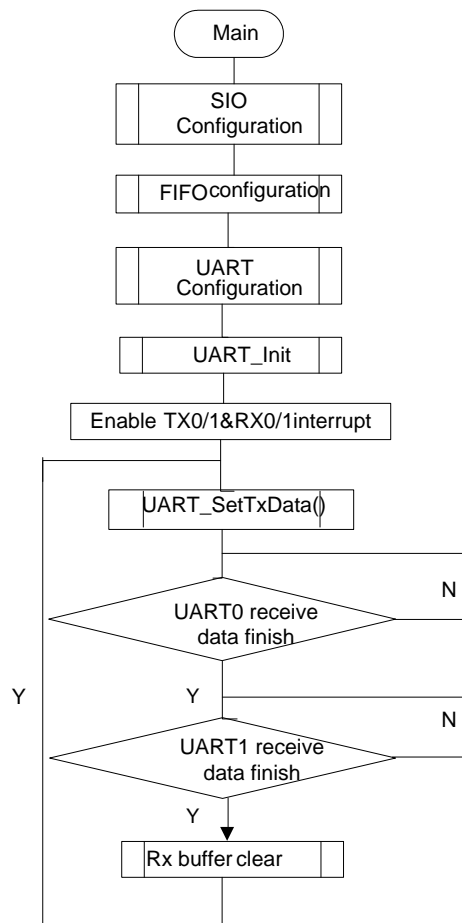 Main
SIO
Configuration
FIFOconfiguration
UART
Configuration
UART_Init
Enable TX0/1&RX0/1interrupt
UART_SetTxData()
N
UART0 receive
data finish
Y
Y
N
UART1 receive
data finish
Y
Rx buffer clear